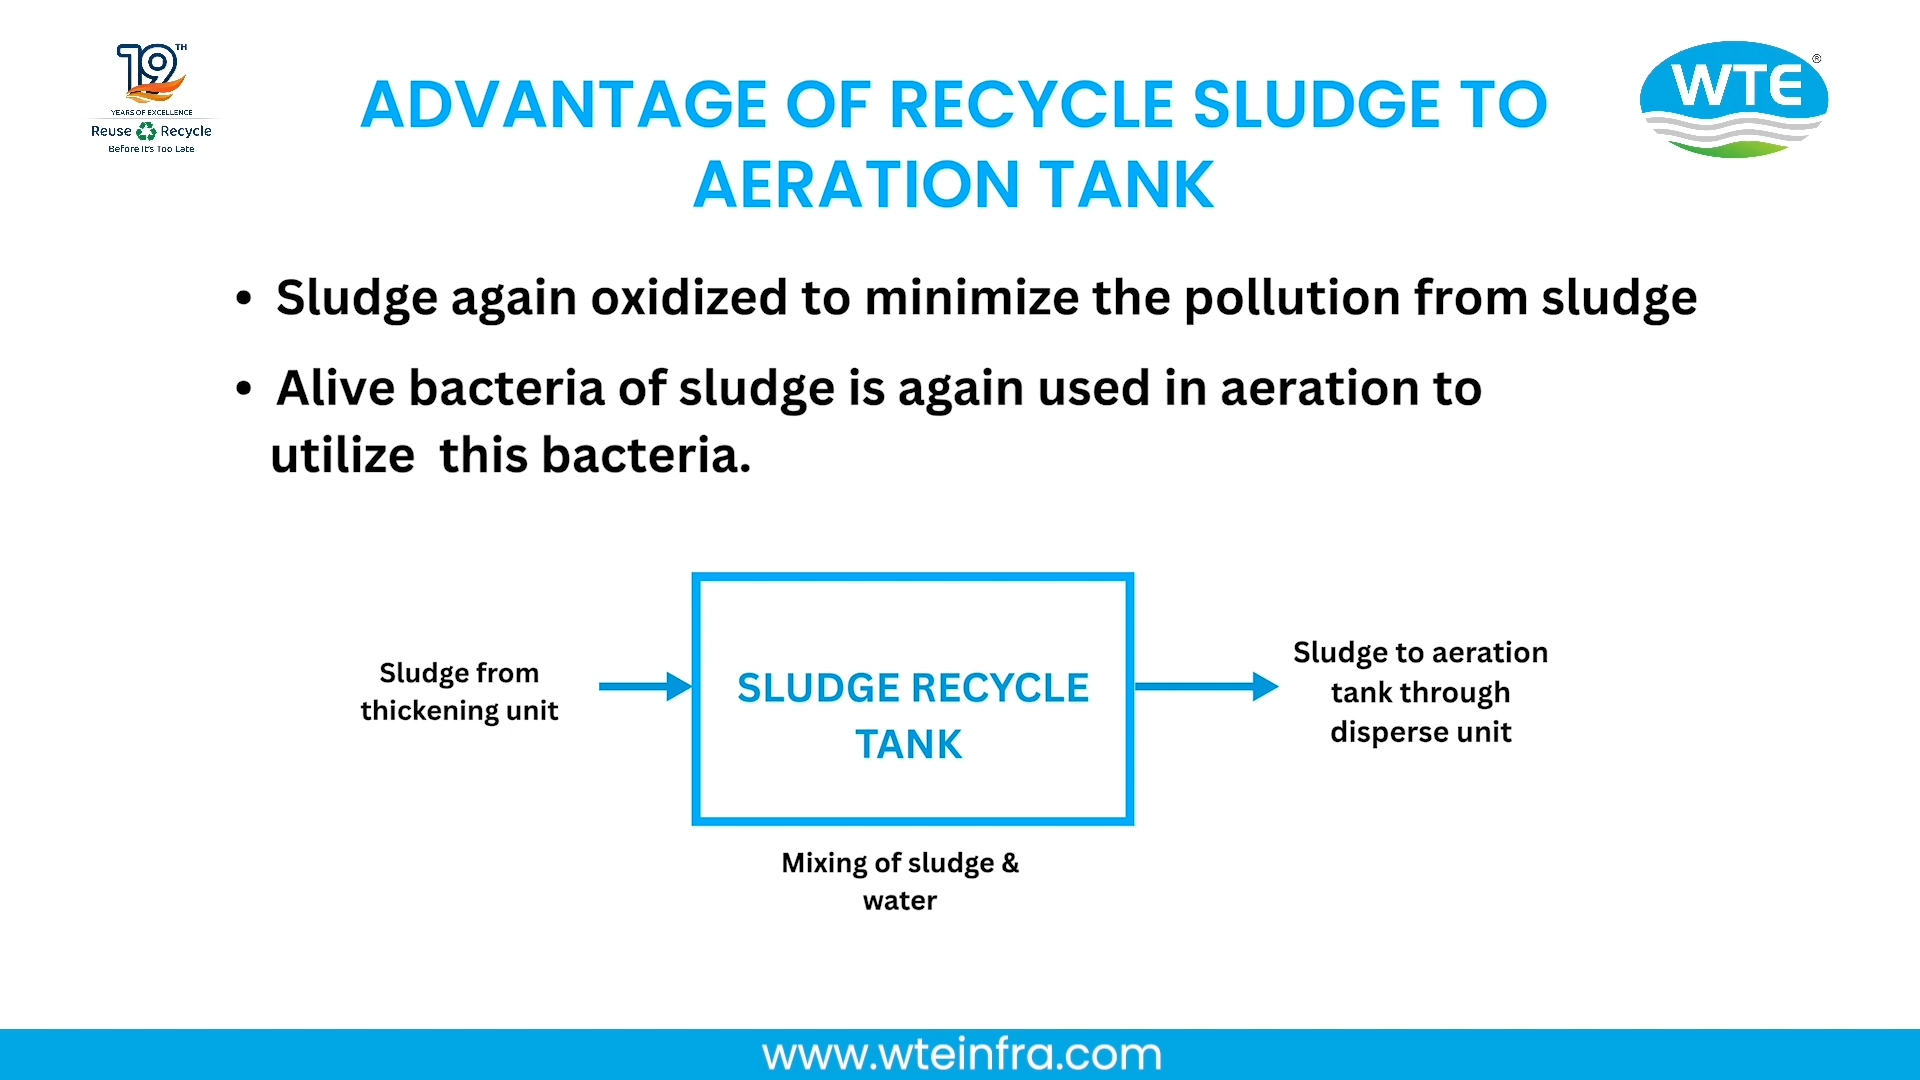 19TH
YEARS OF EXCELLENCE
Reuse Recycle
Before It's Too Late
ADVANTAGE OF RECYCLE SLUDGE TO
AERATION TANK
WTE®
• Sludge again oxidized to minimize the pollution from sludge
• Alive bacteria of sludge is again used in aeration to
utilize this bacteria.
Sludge from
thickening unit
SLUDGE RECYCLE
TANK
Sludge to aeration
tank through
disperse unit
Mixing of sludge &
water
www.wteinfra.com